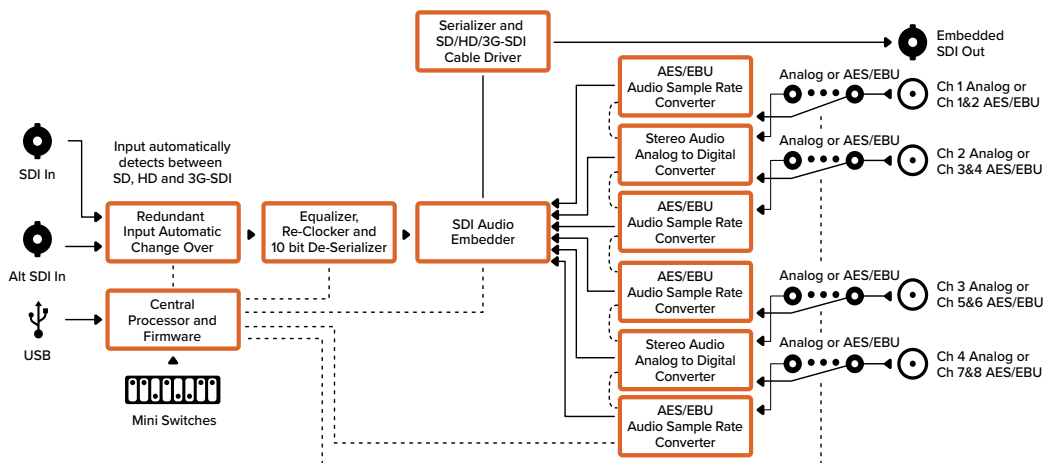 Serializer and
SD/HD/3G-SDI
Cable Driver
Embedded
SDI Out
AES/EBU
Audio Sample Rate
Converter
Analog or AES/EBU
Ch 1 Analog or
Ch 1&2 AES/EBU
Stereo Audio
Analog to Digital
Converter
Analog or AES/EBU
Ch 2 Analog or
Ch 3&4 AES/EBU
SDI In
Input automatically
detects between
SD, HD and 3G-SDI
Redundant
Input Automatic
Change Over
Equalizer,
Re-Clocker and
10 bit De-Serializer
SDI Audio
Embedder
AES/EBU
Audio Sample Rate
Converter
Alt SDI In
AES/EBU
Audio Sample Rate
Converter
Analog or AES/EBU
Ch 3 Analog or
Ch 5&6 AES/EBU
Central
Processor and
Firmware
USB
Stereo Audio
Analog to Digital
Converter
Analog or AES/EBU
Ch 4 Analog or
Ch 7&8 AES/EBU
Mini Switches
AES/EBU
Audio Sample Rate
Converter